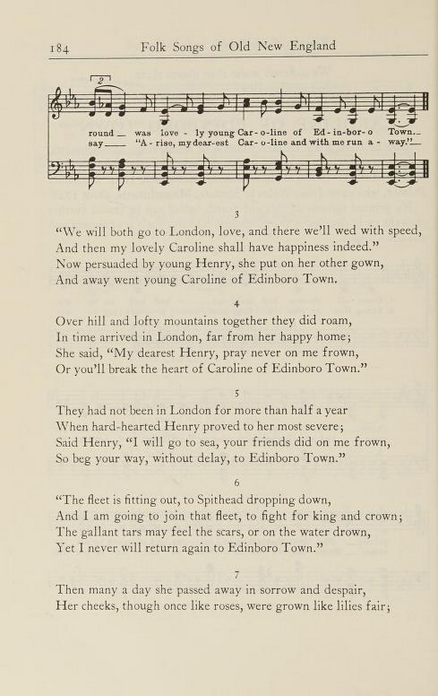 184 Folk Songs of Old New England
2
round — was love - ly young Car - o - line of Ed - in - bor - o Town.
say — "A - rise, my dear - est Car - o - line and with me run a - way."
3
"We will both go to London, love, and there we'll wed with speed,
And then my lovely Caroline shall have happiness indeed."
Now persuaded by young Henry, she put on her other gown,
And away went young Caroline of Edinboro Town.
4
Over hill and lofty mountains together they did roam,
In time arrived in London, far from her happy home;
She said, "My dearest Henry, pray never on me frown,
Or you'll break the heart of Caroline of Edinboro Town."
5
They had not been in London for more than half a year
When hard-hearted Henry proved to her most severe;
Said Henry, "I will go to sea, your friends did on me frown,
So beg your way, without delay, to Edinboro Town."
6
"The fleet is fitting out, to Spithead dropping down,
And I am going to join that fleet, to fight for king and crown;
The gallant tars may feel the scars, or on the water drown,
Yet I never will return again to Edinboro Town."
7
Then many a day she passed away in sorrow and despair,
Her cheeks, though once like roses, were grown like lilies fair;